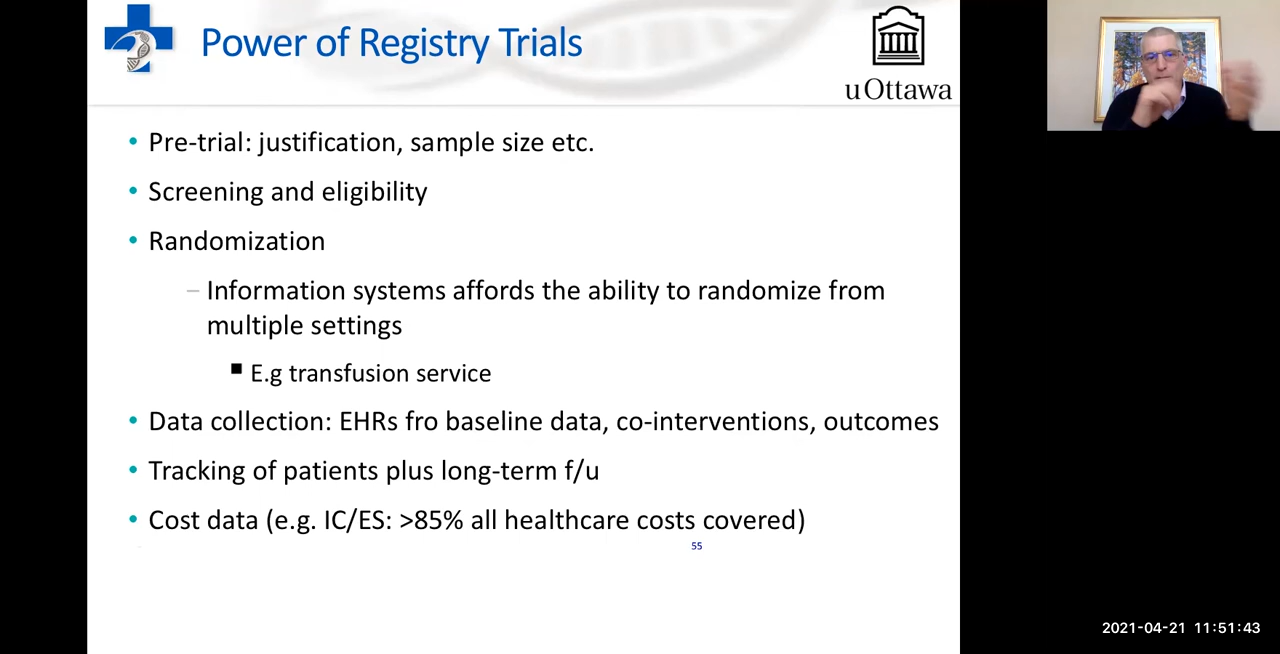 Power of Registry Trials
uOttawa
• Pre-trial: justification, sample size etc.
• Screening and eligibility
• Randomization
– Information systems affords the ability to randomize from
multiple settings
▪ E.g transfusion service
• Data collection: EHRs fro baseline data, co-interventions, outcomes
• Tracking of patients plus long-term f/u
• Cost data (e.g. IC/ES: >85% all healthcare costs covered)
55
2021-04-21 11:51:43